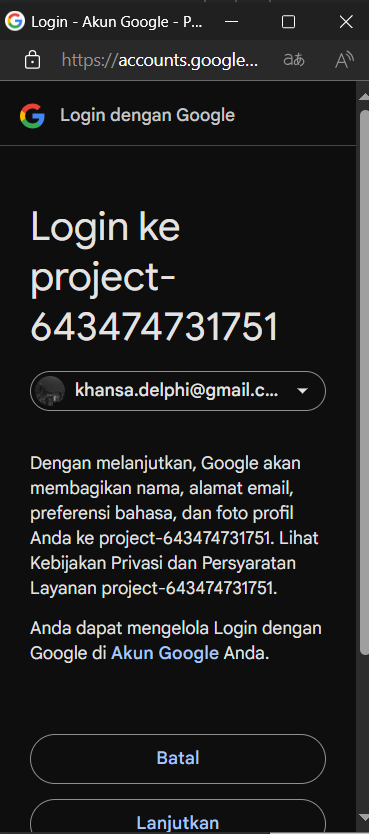 Login - Akun Google - P...
https://accounts.google...
aあ
A
Login dengan Google
Login ke
project-
643474731751
khansa.delphi@gmail.c...
Dengan melanjutkan, Google akan
membagikan nama, alamat email,
preferensi bahasa, dan foto profil
Anda ke project-643474731751. Lihat
Kebijakan Privasi dan Persyaratan
Layanan project-643474731751.
Anda dapat mengelola Login dengan
Google di Akun Google Anda.
Batal
Lanjutkan